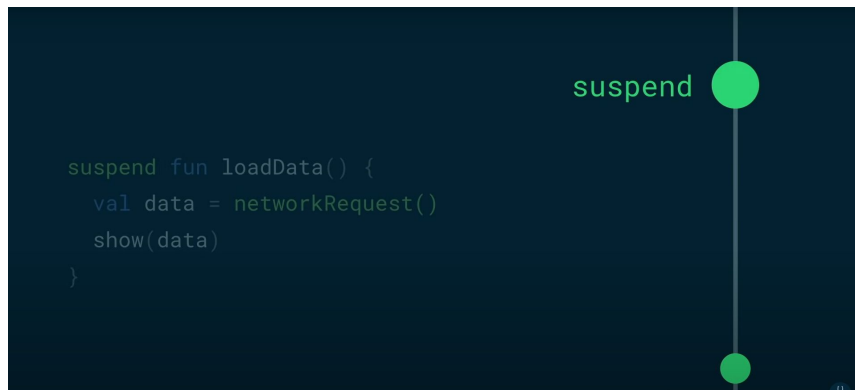 suspend
suspend fun loadData() {
val data = networkRequest()
show(data)
}